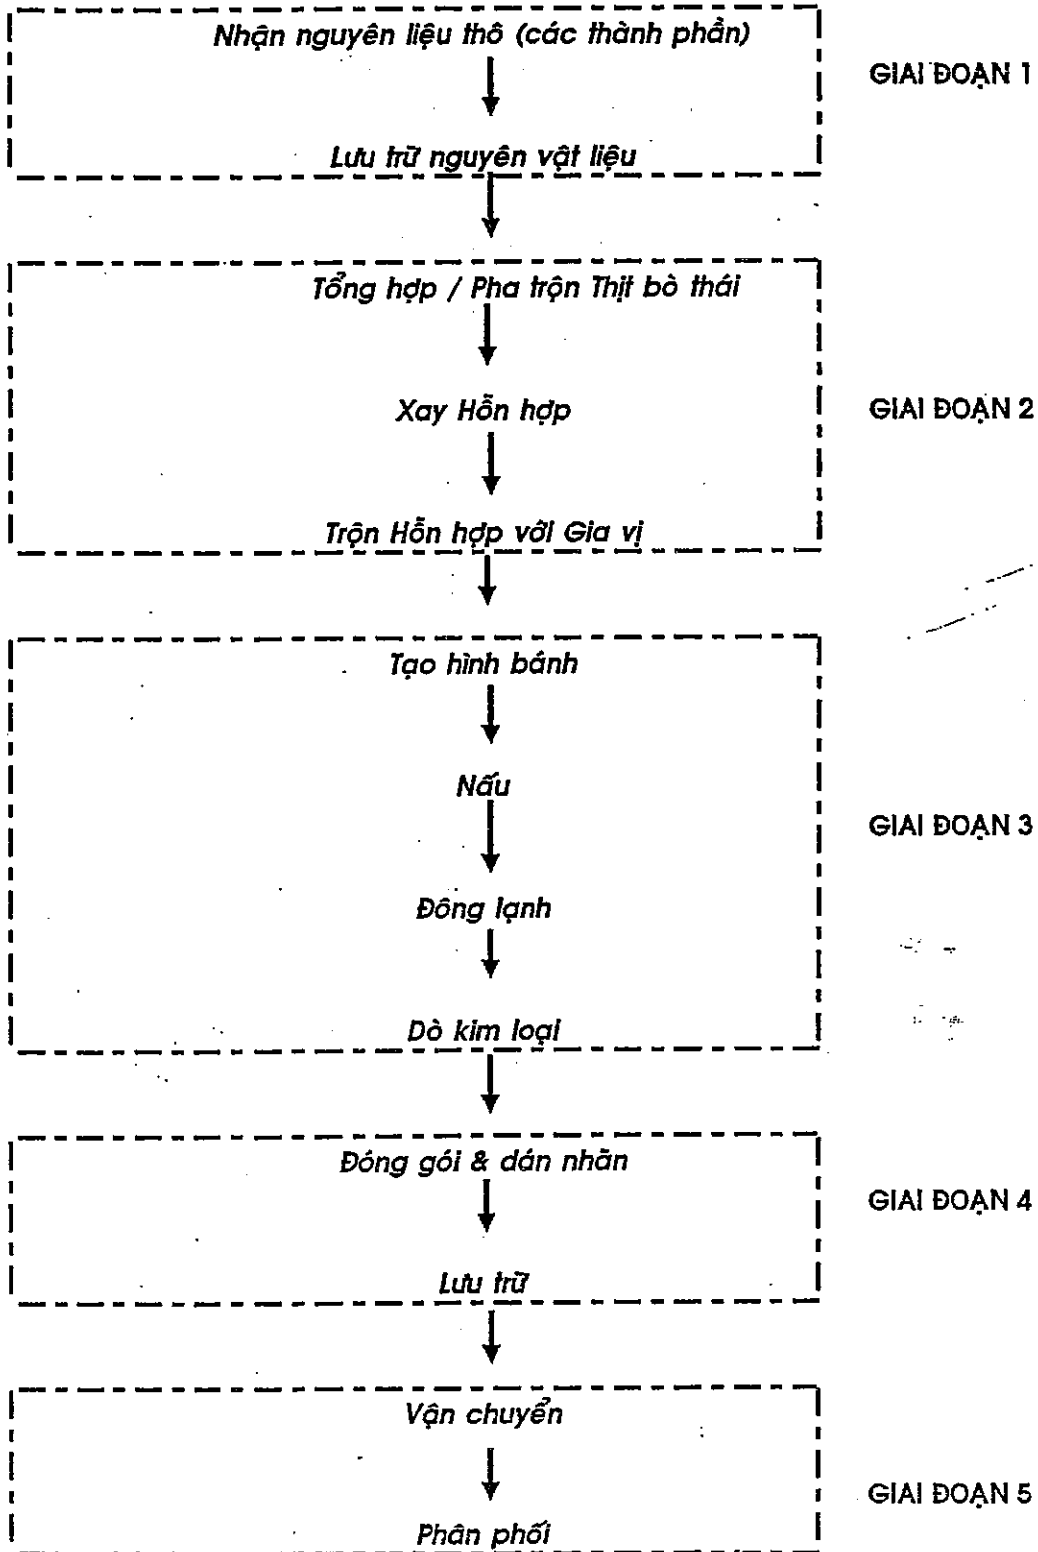 Nhận nguyên liệu thô (các thành phần)
GIAI ĐOẠN 1
Lưu trữ nguyên vật liệu
Tổng hợp / Pha trộn Thịt bò thái
Xay Hỗn hợp
GIAI ĐOẠN 2
Trộn Hỗn hợp với Gia vị
Tạo hình bánh
Nấu
GIAI ĐOẠN 3
Đông lạnh
Dò kim loại
Đóng gói & dán nhãn
GIAI ĐOẠN 4
Lưu trữ
Vận chuyển
GIAI ĐOẠN 5
Phân phối